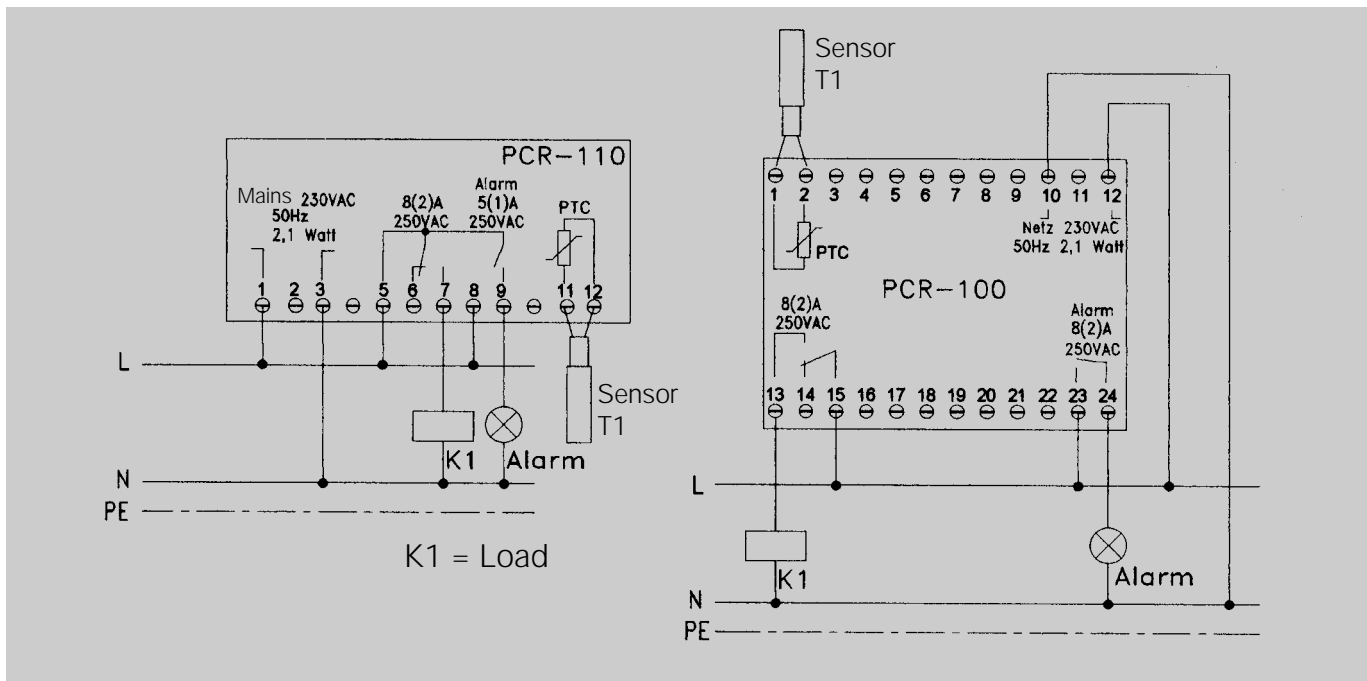 PCR-110
Mains 230VAC
50Hz
2,1 Watt
8(2)A
250VAC
Alarm
5(1)A
250VAC
PTC
1 2 3 5 6 7 8 9 11 12
L
Sensor
T1
K1 Alarm
N
PE
K1 = Load
Sensor
T1
1 2 3 4 5 6 7 8 9 10 11 12
Netz 230VAC
50Hz 2,1 Watt
PTC
PCR-100
8(2)A
250VAC
Alarm
8(2)A
250VAC
13 14 15 16 17 18 19 20 21 22 23 24
L
K1
Alarm
N
PE